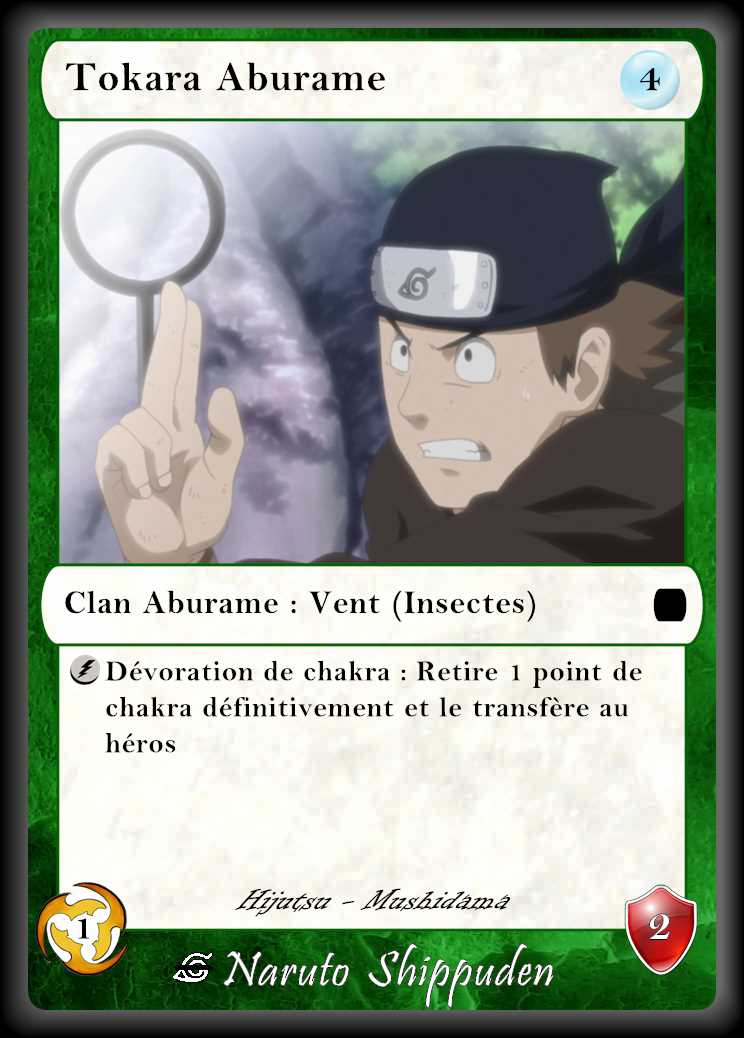 Tokara Aburame
4
Clan Aburame : Vent (Insectes)
Dévoration de chakra : Retire 1 point de
chakra définitivement et le transfère au
héros
Hijutsu - Mushidama
1
2
Naruto Shippuden